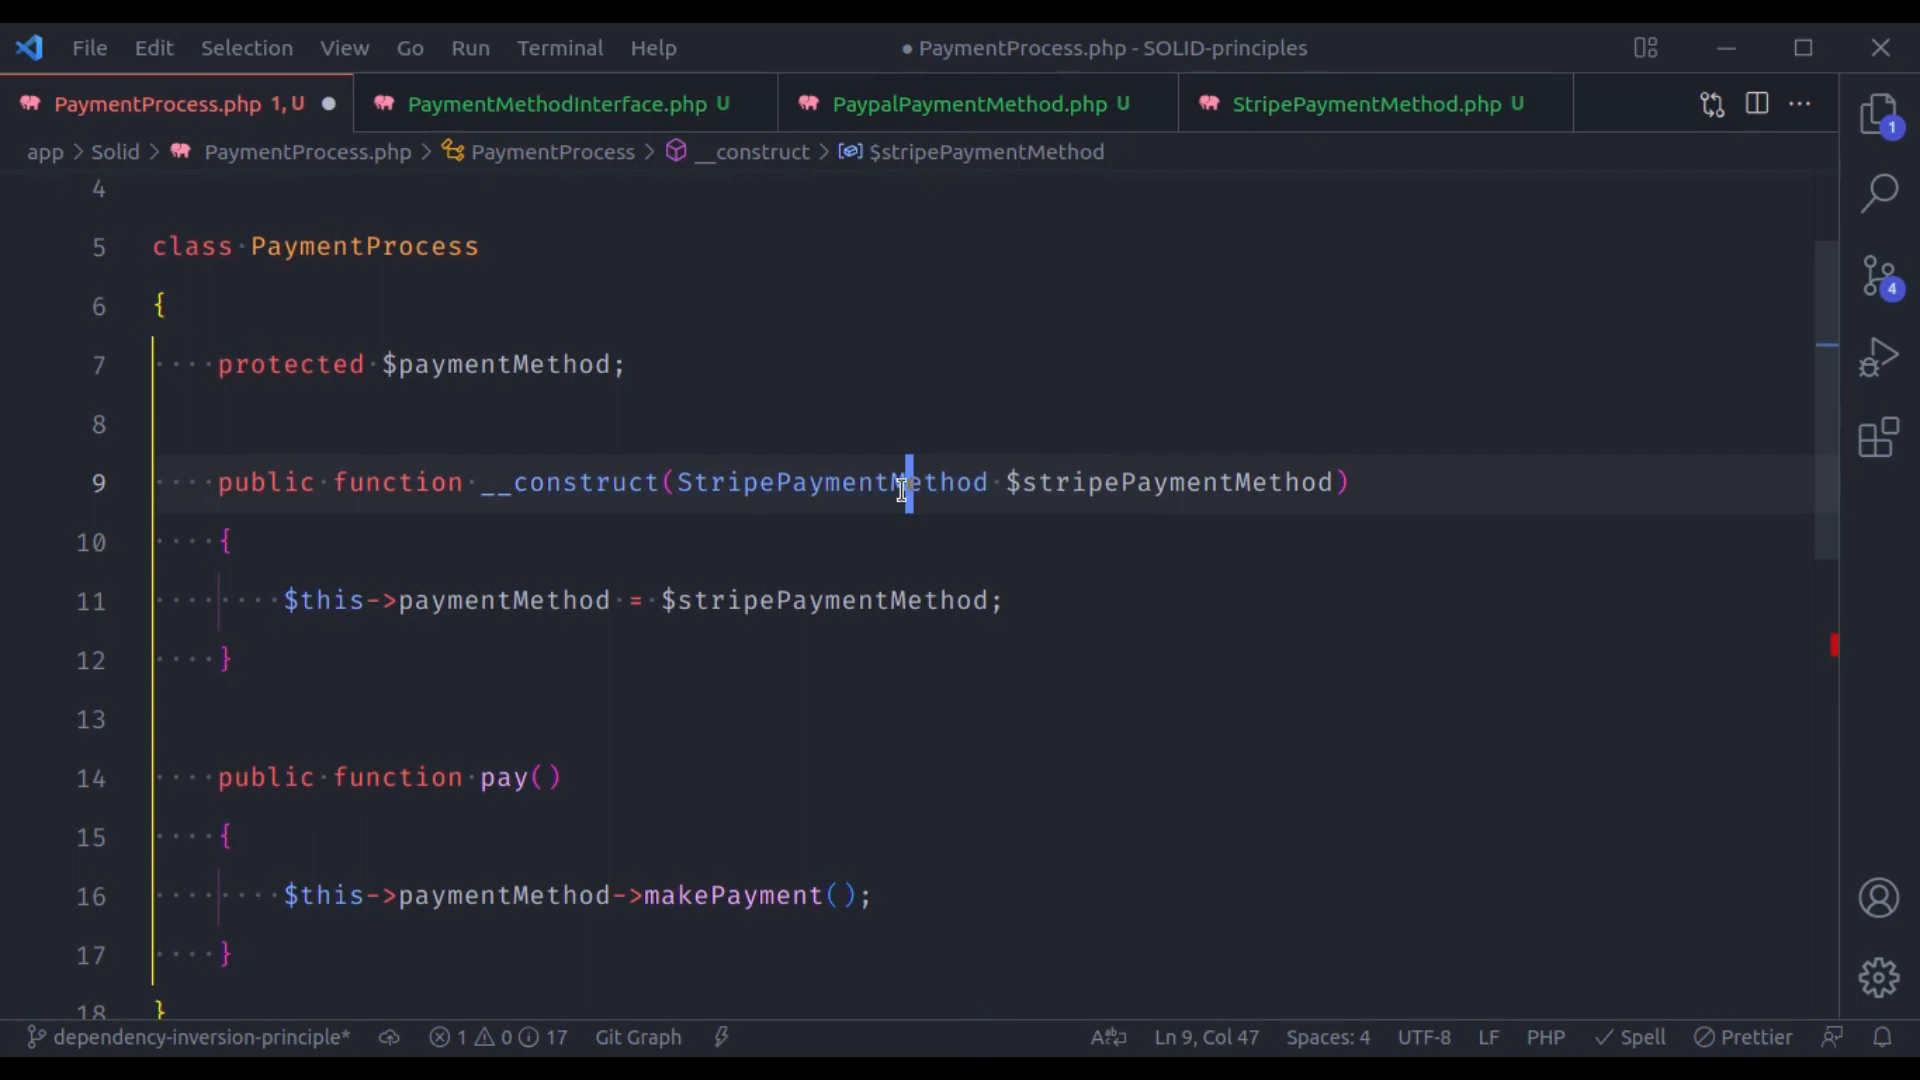 File Edit Selection View Go Run Terminal Help ● PaymentProcess.php - SOLID-principles
PaymentProcess.php 1, U PaymentMethodInterface.php U PaypalPaymentMethod.php U StripePaymentMethod.php U
app > Solid > PaymentProcess.php > PaymentProcess > __construct > $stripePaymentMethod
1
4
5 class PaymentProcess
4
6 {
7 protected $paymentMethod;
8
9 public function __construct(StripePaymentMethod $stripePaymentMethod)
10 {
11 $this->paymentMethod = $stripePaymentMethod;
12 }
13
14 public function pay()
15 {
16 $this->paymentMethod->makePayment();
17 }
18 }
dependency-inversion-principle* 1 0 17 Git Graph Ln 9, Col 47 Spaces: 4 UTF-8 LF PHP Spell Prettier